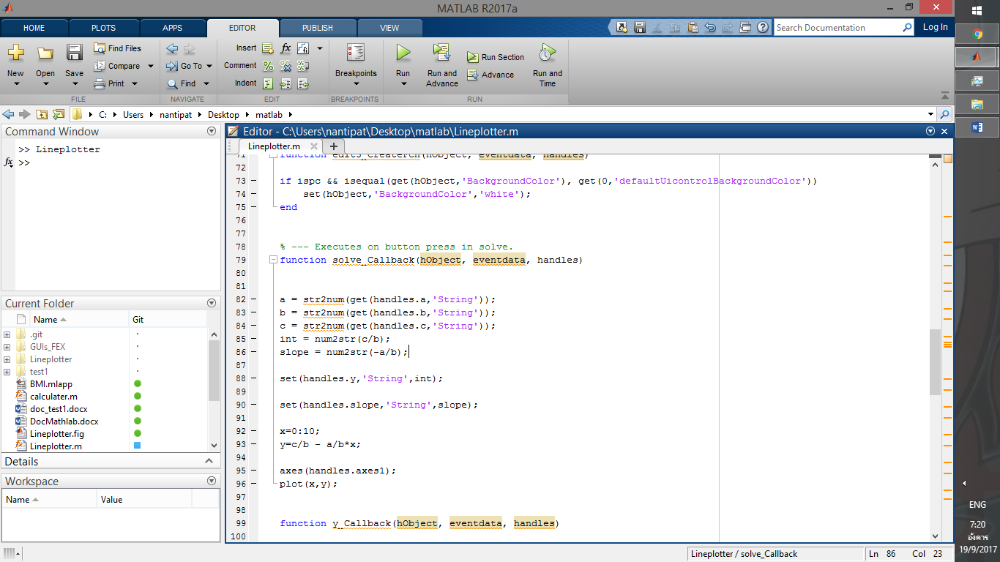 MATLAB R2017a
HOME PLOTS APPS EDITOR PUBLISH VIEW
Search Documentation
Log In
New
Open
Save
Find Files
Compare
Print
FILE
Go To
Find
NAVIGATE
Insert
Comment
Indent
EDIT
Breakpoints
BREAKPOINTS
Run
Run and Advance
Run Section
Advance
Run and Time
RUN
C: Users nantipat Desktop matlab
Command Window
>> Lineplotter
fx >>
Current Folder
Name Git
.git
GUIs_FEX
Lineplotter
test1
BMI.mlapp
calculater.m
doc_test1.docx
DocMathlab.docx
Lineplotter.fig
Lineplotter.m
Details
Workspace
Name Value
Editor - C:\Users\nantipat\Desktop\matlab\Lineplotter.m
Lineplotter.m
71 function edit3_CreateFcn(hObject, eventdata, handles)
72
73 if ispc && isequal(get(hObject,'BackgroundColor'), get(0,'defaultUicontrolBackgroundColor'))
74 set(hObject,'BackgroundColor','white');
75 end
76
77
78 % --- Executes on button press in solve.
79 function solve_Callback(hObject, eventdata, handles)
80
81
82 a = str2num(get(handles.a,'String'));
83 b = str2num(get(handles.b,'String'));
84 c = str2num(get(handles.c,'String'));
85 int = num2str(c/b);
86 slope = num2str(-a/b);
87
88 set(handles.y,'String',int);
89
90 set(handles.slope,'String',slope);
91
92 x=0:10;
93 y=c/b - a/b*x;
94
95 axes(handles.axes1);
96 plot(x,y);
97
98
99 function y_Callback(hObject, eventdata, handles)
100
Lineplotter / solve_Callback
Ln 86 Col 23
ENG
7:20
อังคาร
19/9/2017